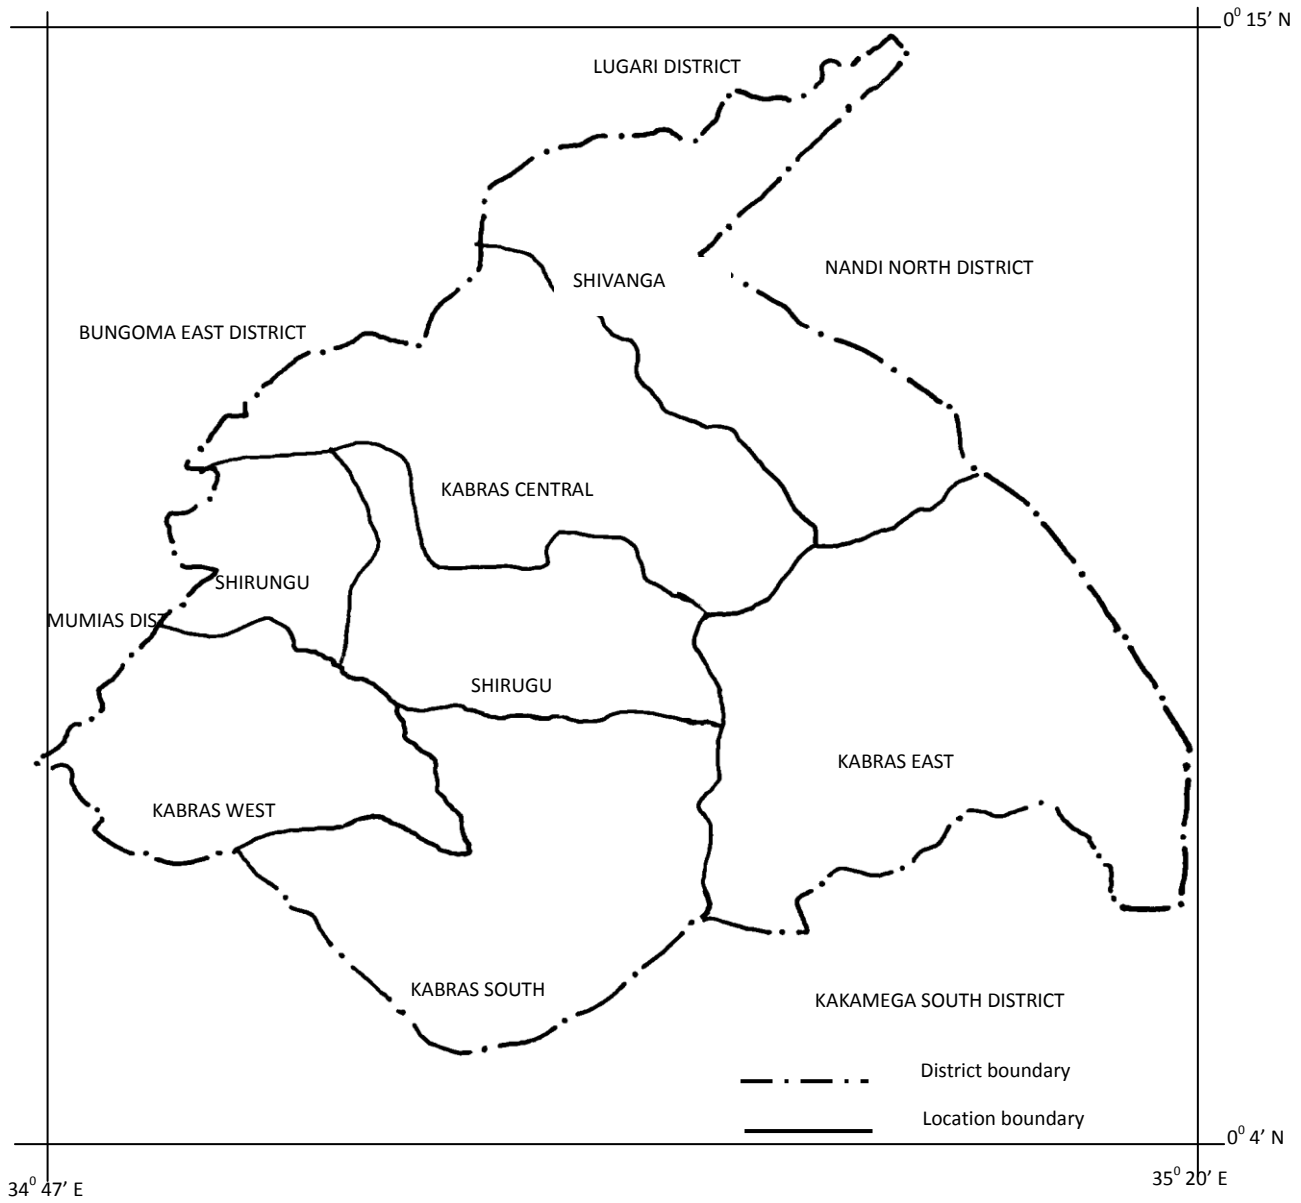 0⁰ 15’ N
LUGARI DISTRICT
NANDI NORTH DISTRICT
SHIVANGA
BUNGOMA EAST DISTRICT
KABRAS CENTRAL
SHIRUNGU
MUMIAS DIST
SHIRUGU
KABRAS EAST
KABRAS WEST
KABRAS SOUTH
KAKAMEGA SOUTH DISTRICT
District boundary
Location boundary
0⁰ 4’ N
34⁰ 47’ E
35⁰ 20’ E